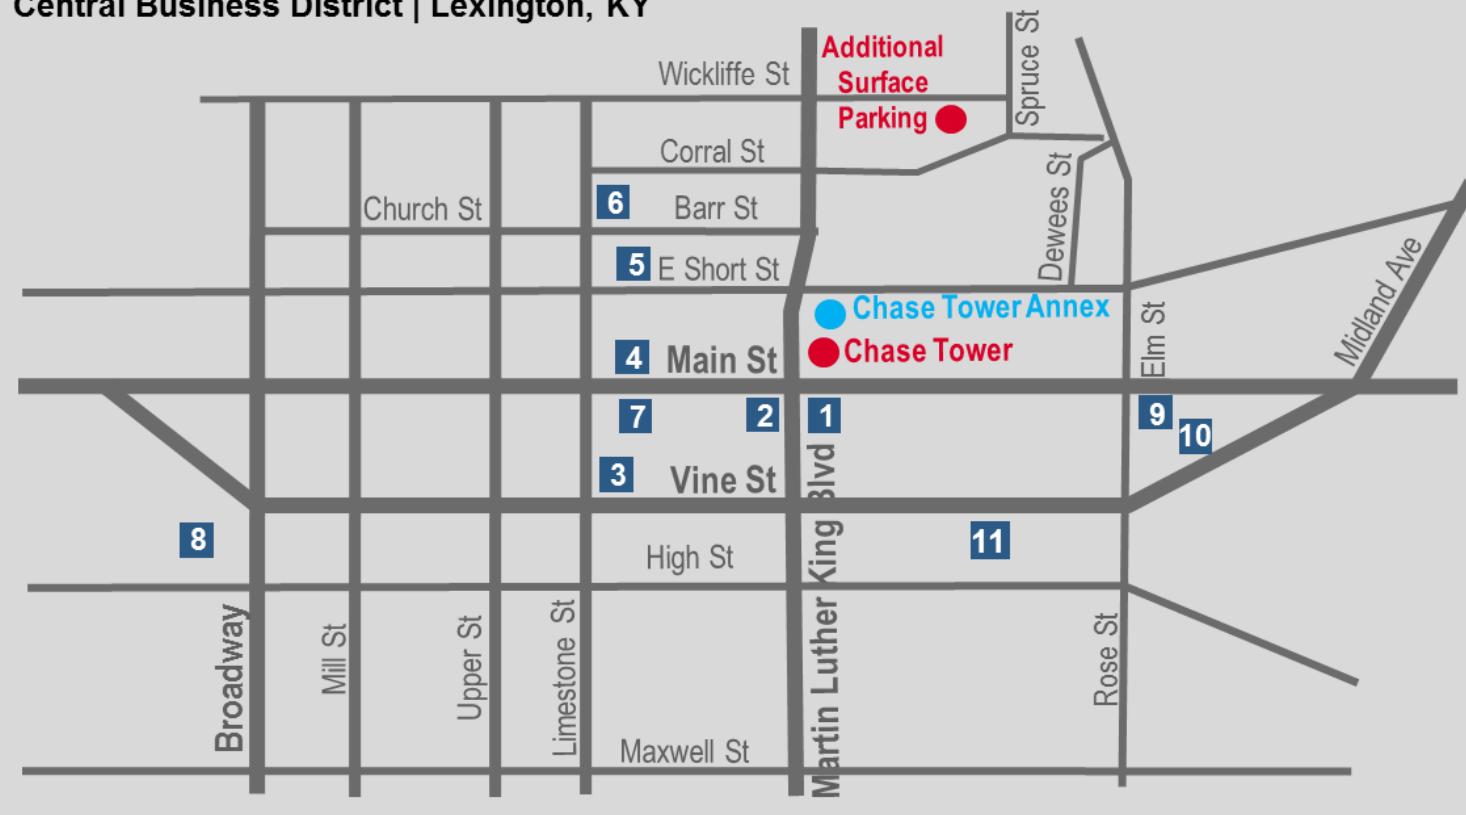 Central Business District | Lexington, KY
Additional
Surface
Parking
Wickliffe St
Spruce St
Corral St
Church St
6
Barr St
Dewees St
5
E Short St
Chase Tower Annex
Midland Ave
Elm St
4
Main St
Chase Tower
7
2
1
9
10
3
Vine St
8
High St
11
Martin Luther King Blvd
Broadway
Mill St
Upper St
Limestone St
Rose St
Maxwell St